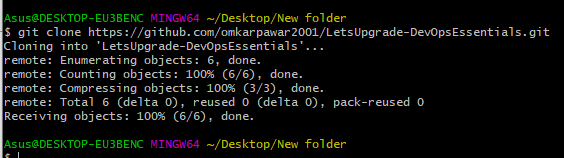 Asus@DESKTOP-EU3BENC MINGW64 ~/Desktop/New folder
$ git clone https://github.com/omkarpawar2001/LetsUpgrade-DevOpsEssentials.git
Cloning into 'LetsUpgrade-DevOpsEssentials'...
remote: Enumerating objects: 6, done.
remote: Counting objects: 100% (6/6), done.
remote: Compressing objects: 100% (3/3), done.
remote: Total 6 (delta 0), reused 0 (delta 0), pack-reused 0
Receiving objects: 100% (6/6), done.
Asus@DESKTOP-EU3BENC MINGW64 ~/Desktop/New folder
$